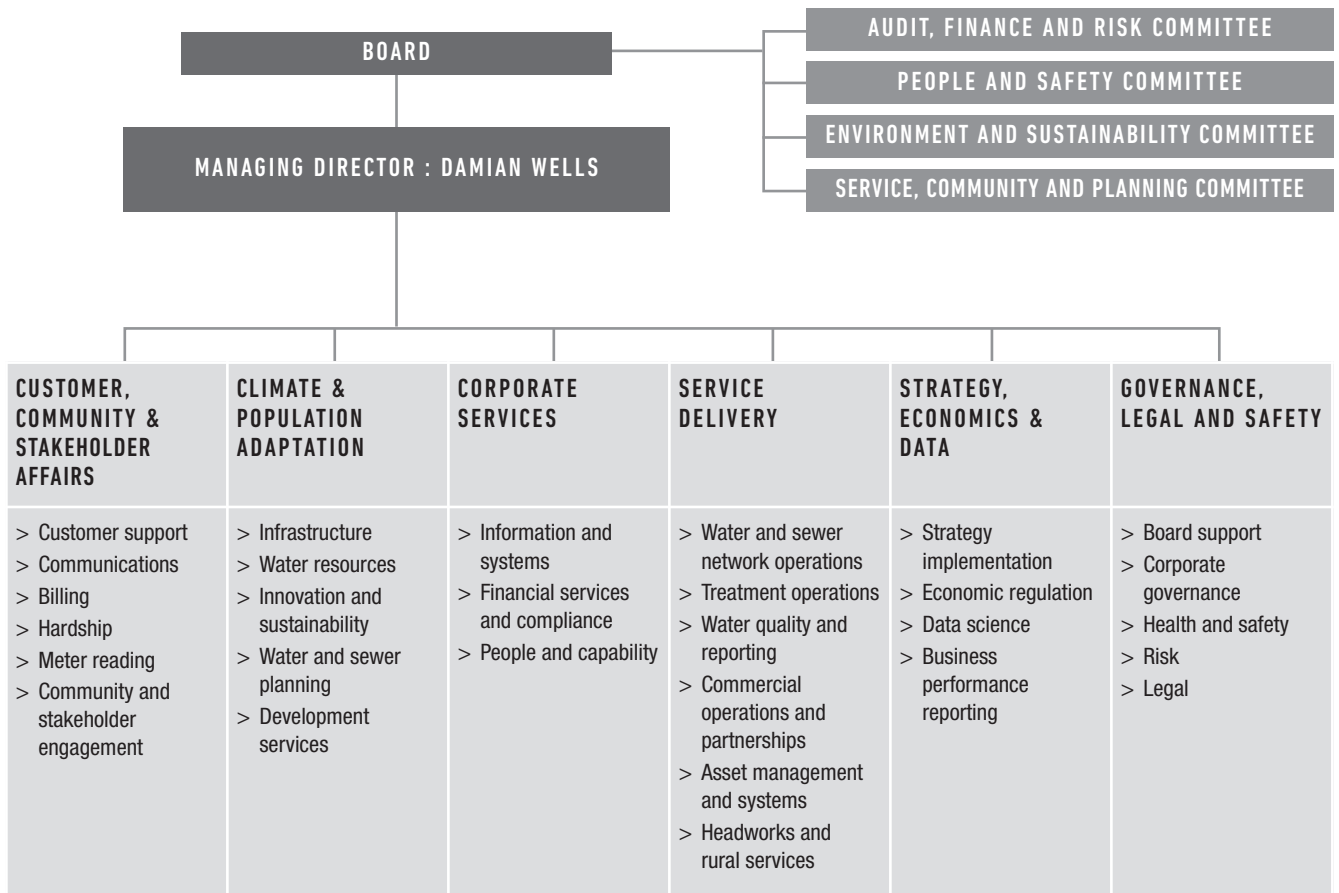 BOARD
MANAGING DIRECTOR : DAMIAN WELLS
AUDIT, FINANCE AND RISK COMMITTEE
PEOPLE AND SAFETY COMMITTEE
ENVIRONMENT AND SUSTAINABILITY COMMITTEE
SERVICE, COMMUNITY AND PLANNING COMMITTEE
CUSTOMER,
COMMUNITY &
STAKEHOLDER
AFFAIRS
> Customer support
> Communications
> Billing
> Hardship
> Meter reading
> Community and
stakeholder
engagement
CLIMATE &
POPULATION
ADAPTATION
> Infrastructure
> Water resources
> Innovation and
sustainability
> Water and sewer
planning
> Development
services
CORPORATE
SERVICES
> Information and
systems
> Financial services
and compliance
> People and capability
SERVICE
DELIVERY
> Water and sewer
network operations
> Treatment operations
> Water quality and
reporting
> Commercial
operations and
partnerships
> Asset management
and systems
> Headworks and
rural services
STRATEGY,
ECONOMICS &
DATA
> Strategy
implementation
> Economic regulation
> Data science
> Business
performance
reporting
GOVERNANCE,
LEGAL AND SAFETY
> Board support
> Corporate
governance
> Health and safety
> Risk
> Legal